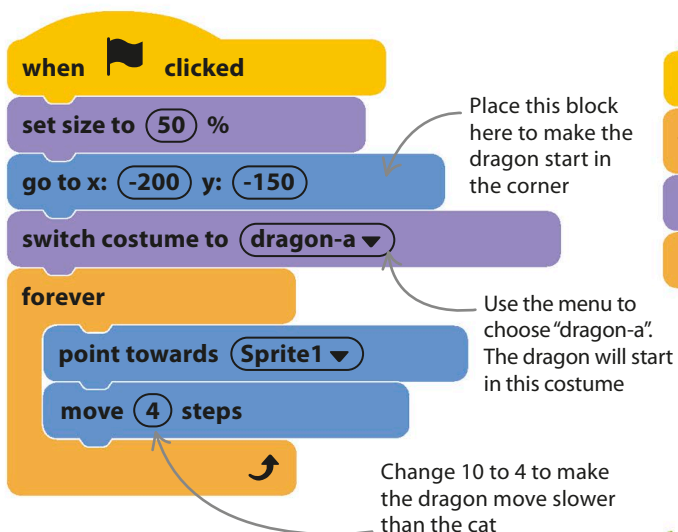 when clicked
set size to 50 %
Place this block
here to make the
dragon start in
the corner
go to x: -200 y: -150
switch costume to dragon-a
forever
Use the menu to
choose “dragon-a”.
The dragon will start
in this costume
point towards Sprite1
move 4 steps
Change 10 to 4 to make
the dragon move slower
than the cat